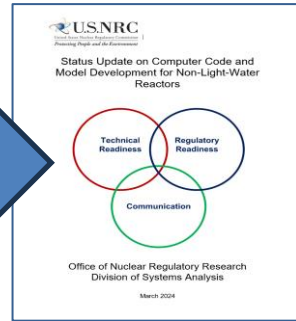 U.S.NRC
United States Nuclear Regulatory Commission
Protecting People and the Environment
Status Update on Computer Code and
Model Development for Non-Light-Water
Reactors
Technical Regulatory
Readiness Readiness
Communication
Office of Nuclear Regulatory Research
Division of Systems Analysis
March 2024